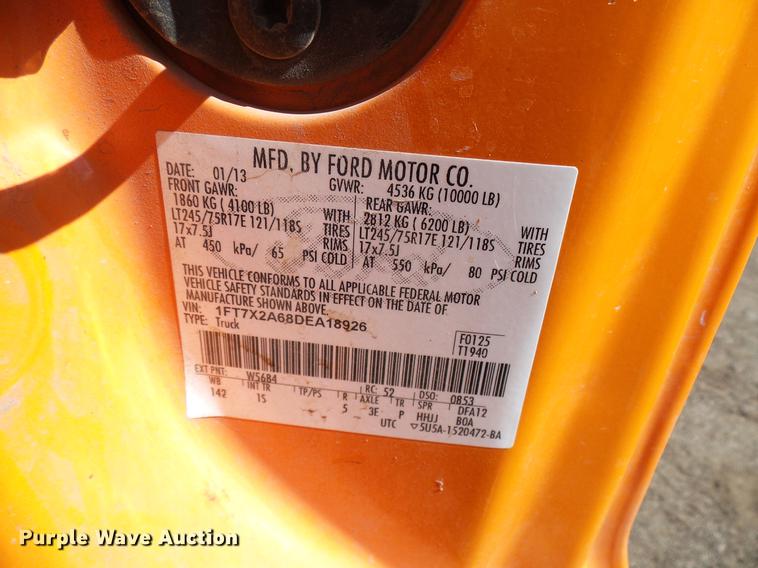 MFD. BY FORD MOTOR CO.
DATE: 01/13 GVWR: 4536 KG (10000 LB)
FRONT GAWR: REAR GAWR:
1860 KG ( 4100 LB) WITH 2812 KG ( 6200 LB) WITH
LT245/75R17E 121/118S TIRES LT245/75R17E 121/118S TIRES
17x7.5J RIMS 17x7.5J RIMS
AT 450 kPa/ 65 PSI COLD AT 550 kPa/ 80 PSI COLD
THIS VEHICLE CONFORMS TO ALL APPLICABLE FEDERAL MOTOR
VEHICLE SAFETY STANDARDS IN EFFECT ON THE DATE OF
MANUFACTURE SHOWN ABOVE.
VIN: 1FT7X2A68DEA18926
TYPE: Truck
F0125
T1940
EXT PNT: W5684 RC: 52 DSO: 0853
WB INT TR TP/PS R AXLE TR SPR DFA12
142 1S 5 3E P HHJJ BOA
UTC ▽5U5A-1520472-BA
Purple Wave Auction